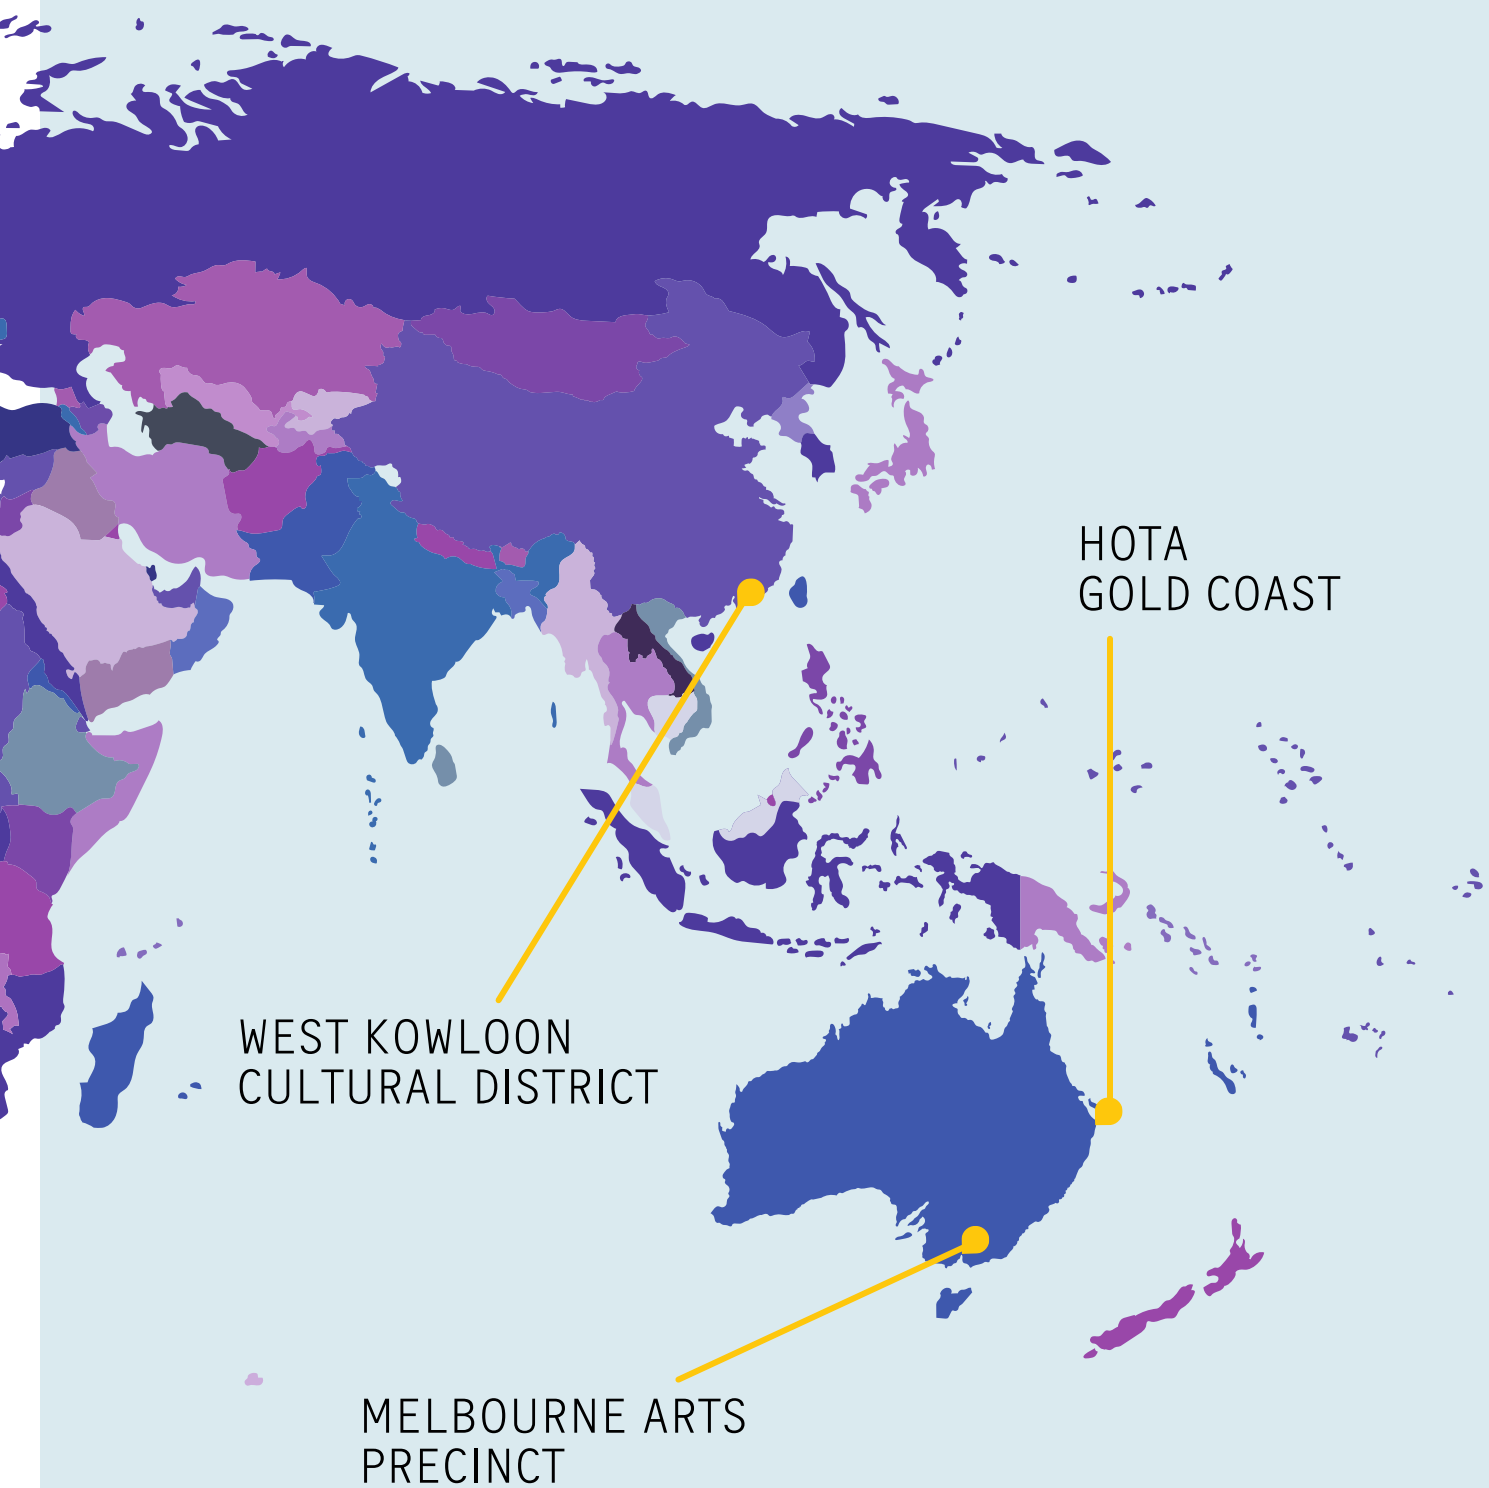 HOTA
GOLD COAST
WEST KOWLOON
CULTURAL DISTRICT
MELBOURNE ARTS
PRECINCT